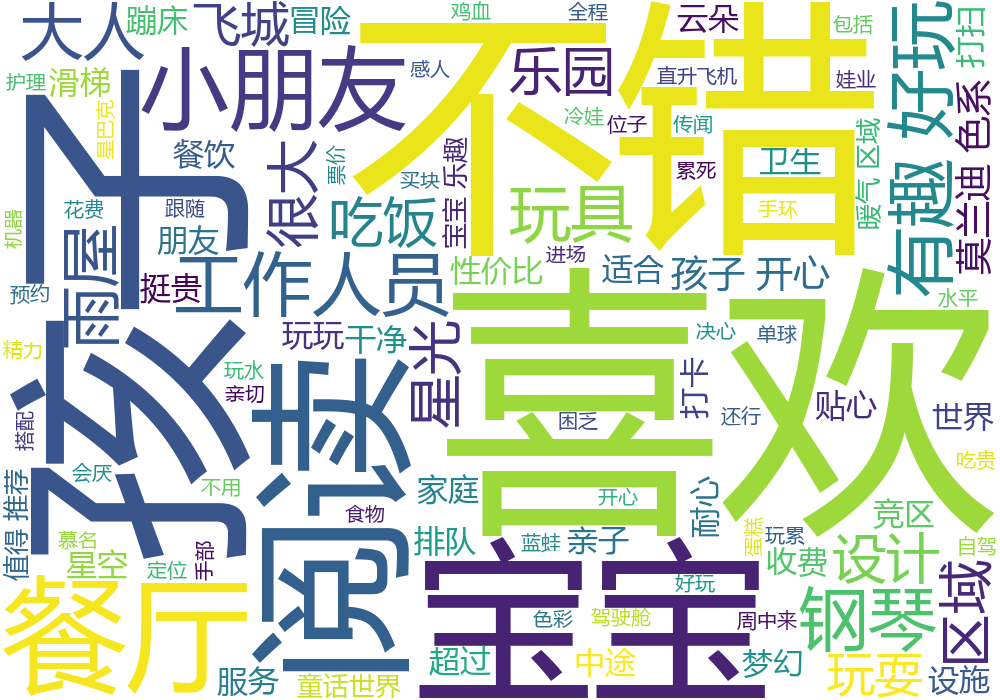 大人
蹦床
飞城
冒险
鸡血
全程
云朵
包括
好玩
打扫
不错
小朋友
乐园
感人
直升飞机
娃业
护理
滑梯
星巴克
冷娃
位子
传闻
色系
餐饮
很大
票价
买块
乐趣
宝宝
累死
卫生
区域
暖气
有趣
莫兰迪
孩子
花费
跟随
吃饭
玩具
手环
机器
雨屋
朋友
工作人员
进场
性价比
适合
孩子
开心
预约
挺贵
喜欢
水平
精力
玩水
亲切
玩玩
干净
星光
决心
单球
打卡
还行
贴心
世界
搭配
阅读
困乏
吃贵
值得
推荐
会厌
不用
食物
家庭
开心
耐心
竞区
慕名
星空
定位
手部
排队
蓝蛙
亲子
蛋糕
玩累
收费
设计
自驾
区域
餐厅
宝宝
好玩
色彩
驾驶舱
周中来
钢琴
服务
童话世界
超过
中途
梦幻
玩耍
设施